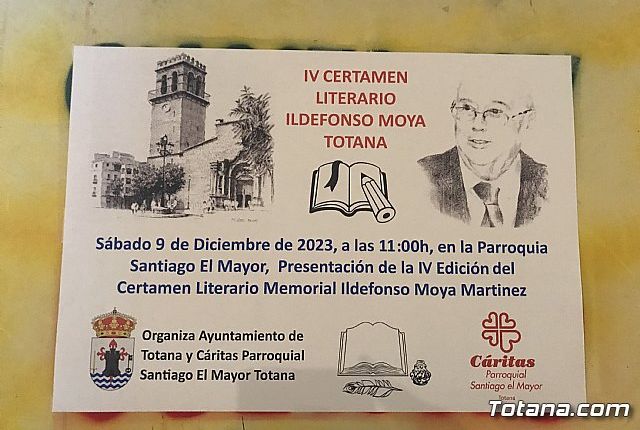 IV CERTAMEN
LITERARIO
ILDEFONSO MOYA
TOTANA
Sábado 9 de Diciembre de 2023, a las 11:00h, en la Parroquia
Santiago El Mayor, Presentación de la IV Edición del
Certamen Literario Memorial Ildefonso Moya Martinez
Organiza Ayuntamiento de
Totana y Cáritas Parroquial
Santiago El Mayor Totana
Cáritas
Parroquial
Santiago el Mayor
Totana
Totana.com